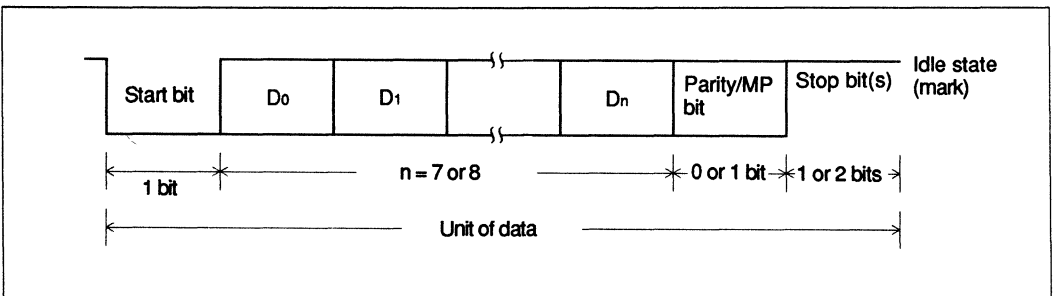 Start bit
D0
D1
Dn
Parity/MP
bit
Stop bit(s)
Idle state
(mark)
1 bit
n = 7 or 8
0 or 1 bit
1 or 2 bits
Unit of data